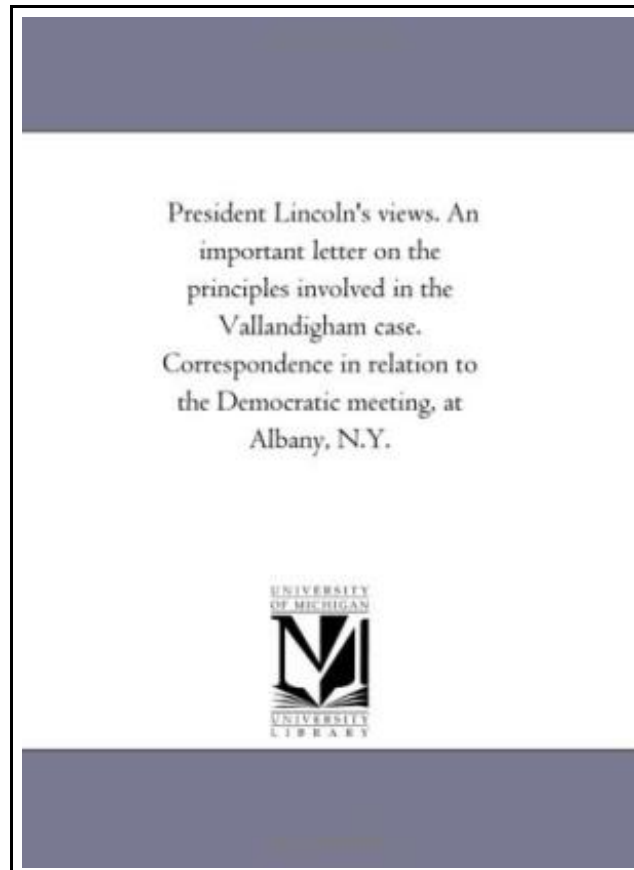 President Lincoln's views. An
important letter on the
principles involved in the
Vallandigham case.
Correspondence in relation to
the Democratic meeting, at
Albany, N.Y.
UNIVERSITY
OF MICHIGAN
UNIVERSITY
LIBRARY